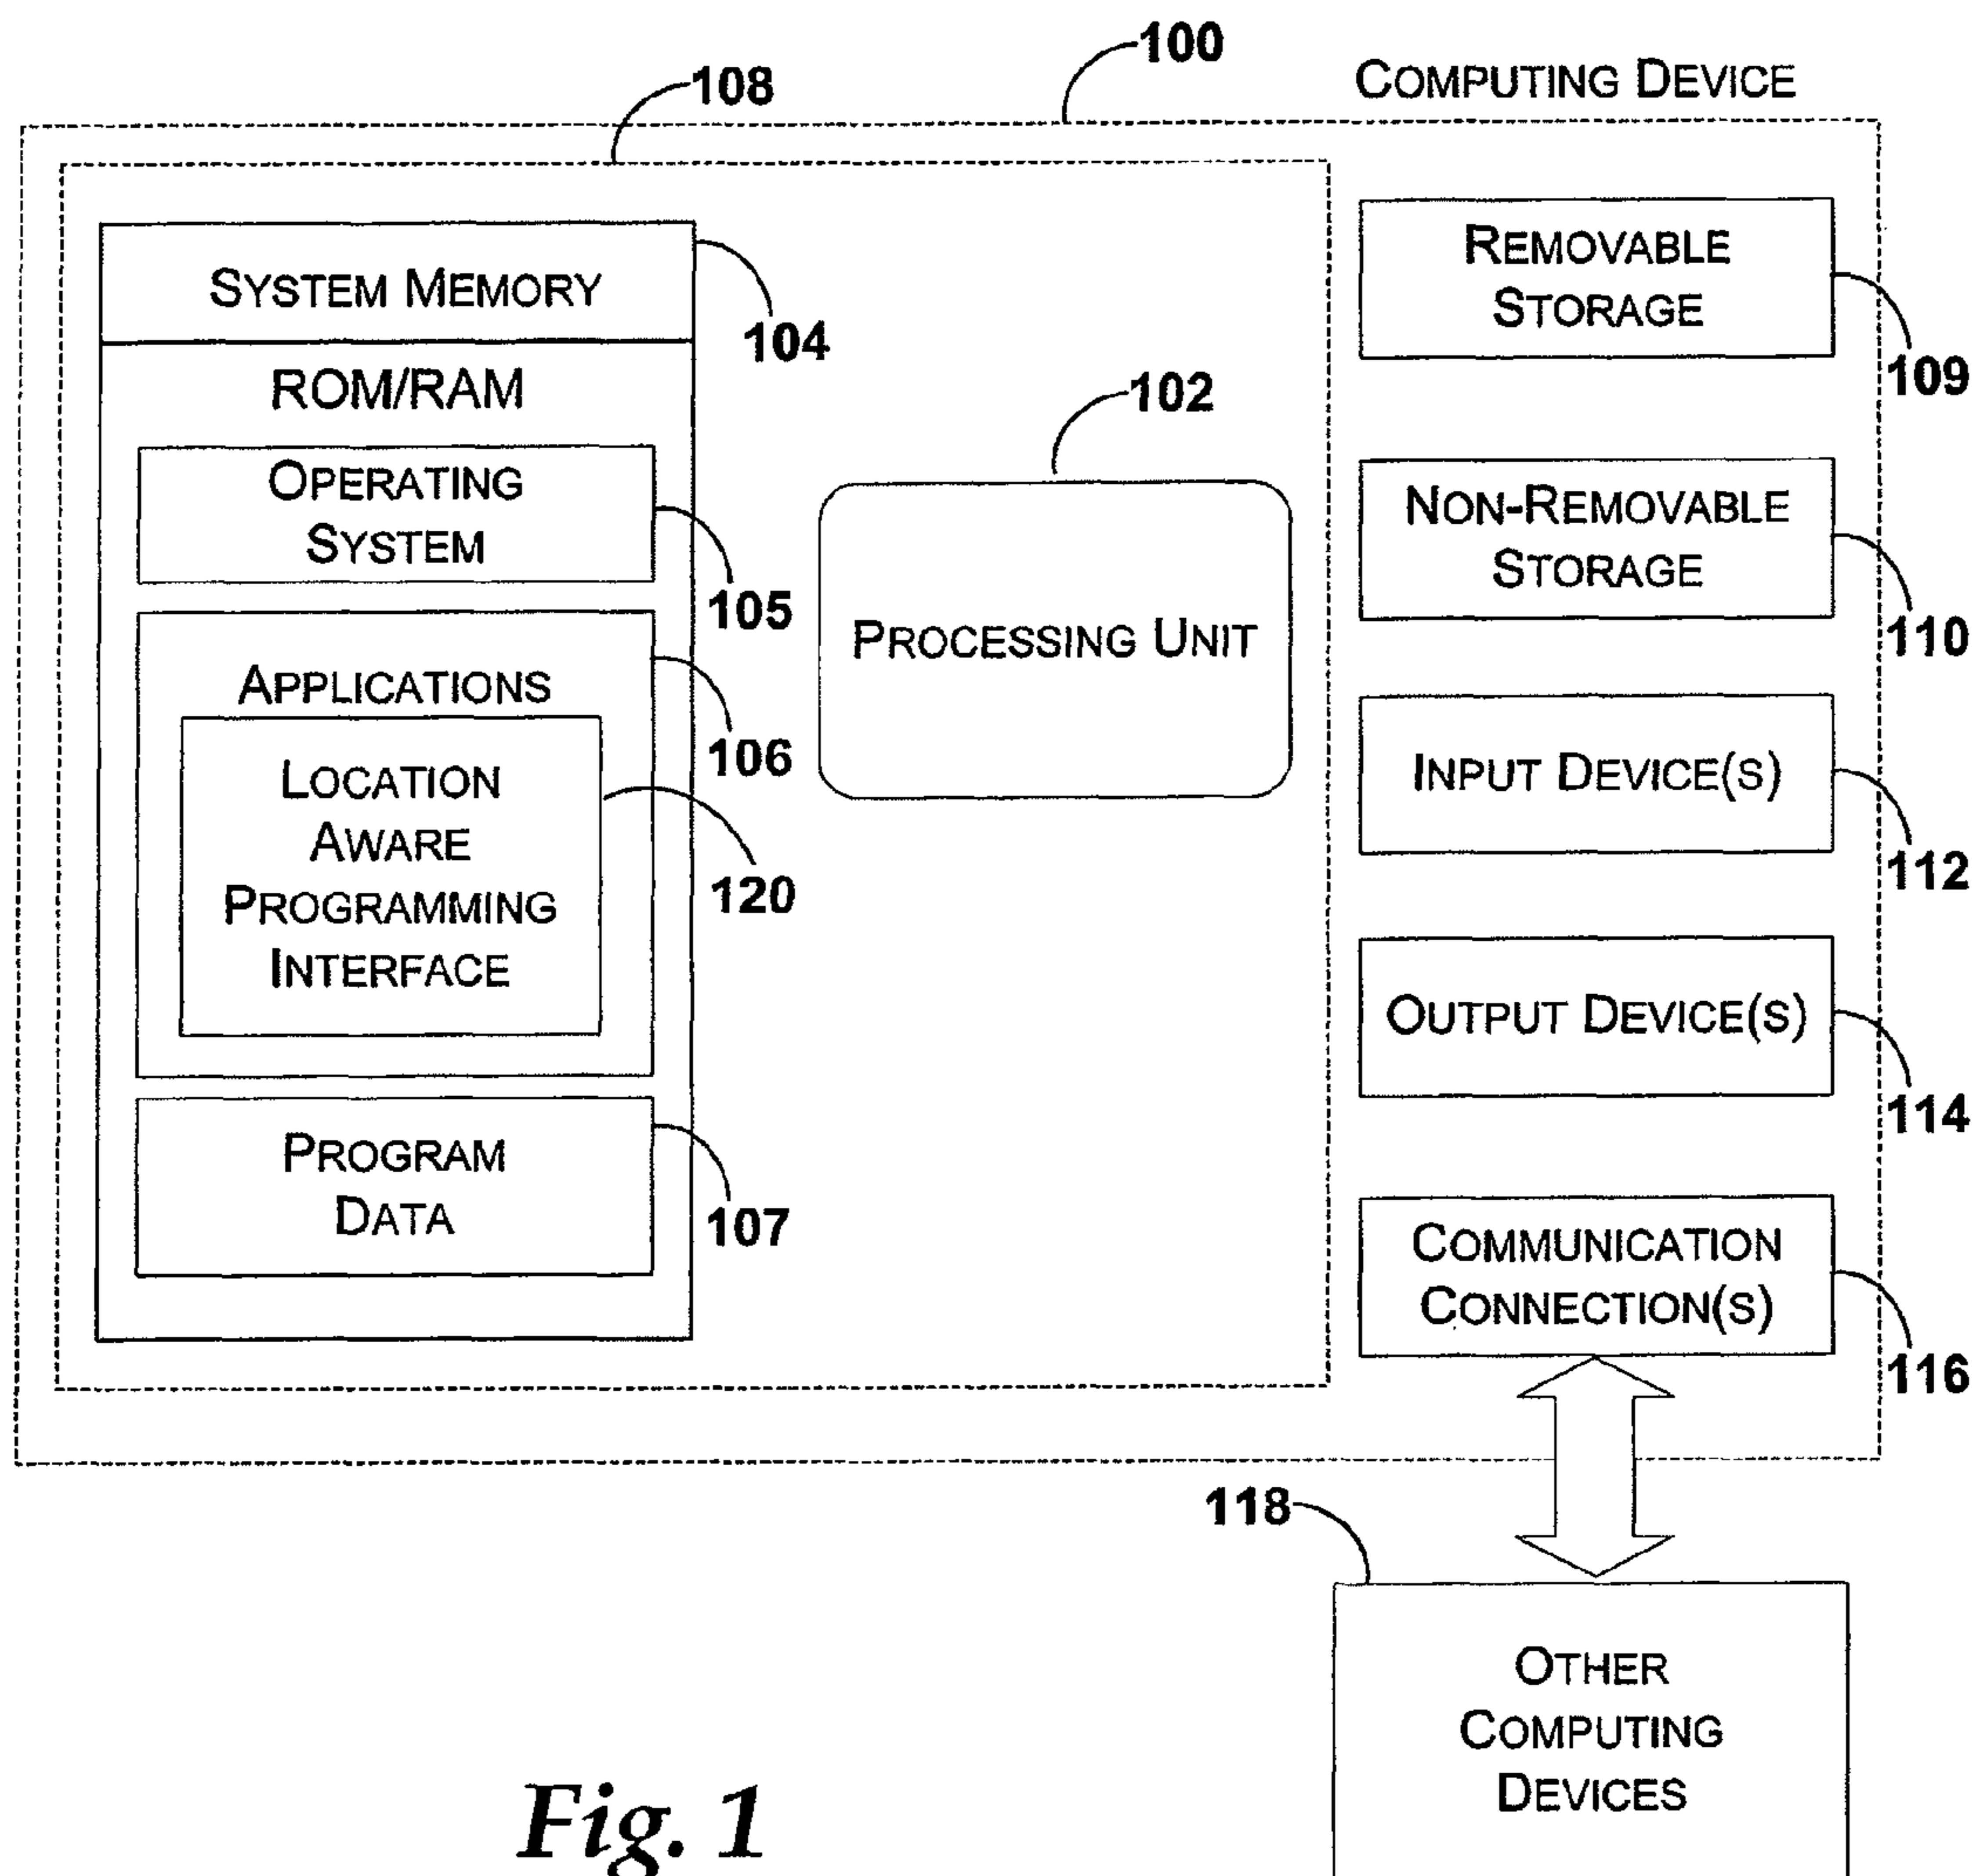 100
COMPUTING DEVICE
108
SYSTEM MEMORY
104
ROM/RAM
OPERATING
SYSTEM
105
APPLICATIONS
106
LOCATION
AWARE
PROGRAMMING
INTERFACE
120
PROGRAM
DATA
107
102
PROCESSING UNIT
REMOVABLE
STORAGE
109
NON-REMOVABLE
STORAGE
110
INPUT DEVICE(S)
112
OUTPUT DEVICE(S)
114
COMMUNICATION
CONNECTION(S)
116
118
OTHER
COMPUTING
DEVICES
Fig. 1